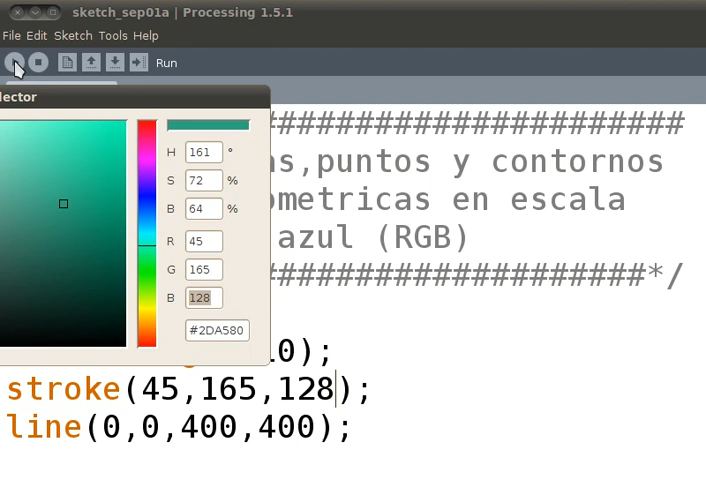 sketch_sep01a | Processing 1.5.1
File Edit Sketch Tools Help
Run
lector
#####################
as,puntos y contornos
ometricas en escala
azul (RGB)
###################*/
H 161 °
S 72 %
B 64 %
R 45
G 165
B 128
#2DA580
10);
stroke(45,165,128);
line(0,0,400,400);